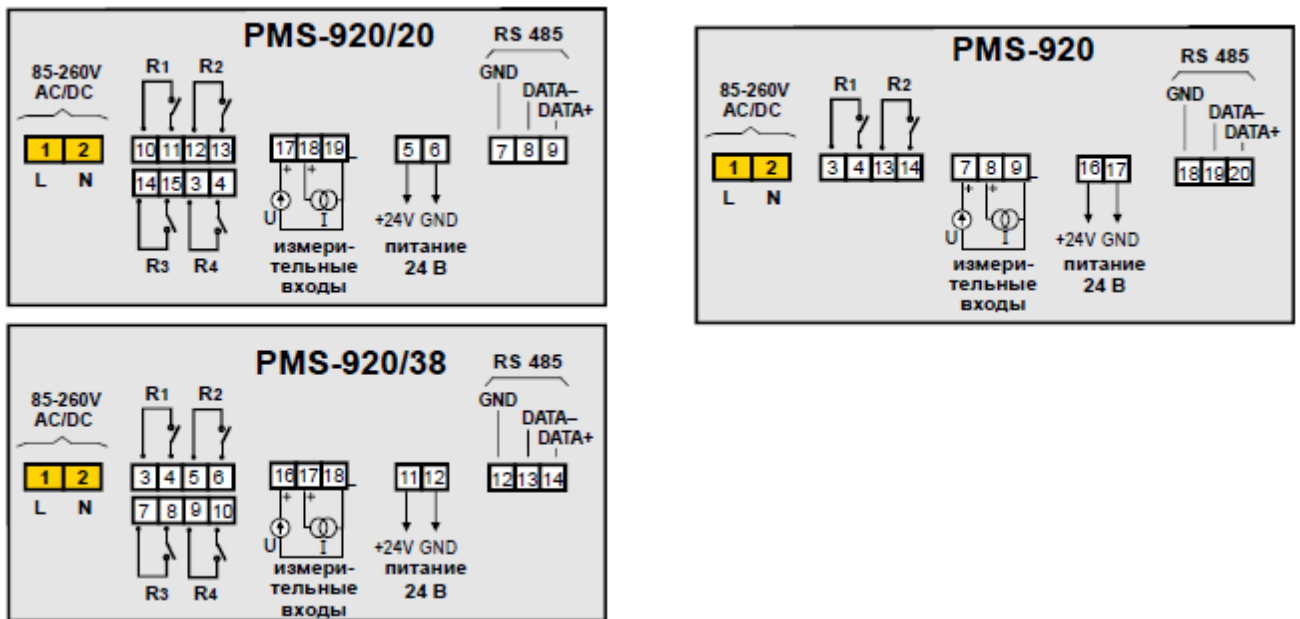 PMS-920/20
RS 485
85-260V
AC/DC
R1 R2
GND
DATA–
DATA+
1 2
10 11 12 13
17 18 19 –
5 6
7 8 9
L N
14 15 3 4
+ +
U I
+24V GND
R3 R4
измери-
тельные
входы
питание
24 В
PMS-920
RS 485
85-260V
AC/DC
R1 R2
GND
DATA–
DATA+
1 2
3 4 13 14
7 8 9 –
16 17
18 19 20
L N
+ +
U I
+24V GND
измери-
тельные
входы
питание
24 В
PMS-920/38
RS 485
85-260V
AC/DC
R1 R2
GND
DATA–
DATA+
1 2
3 4 5 6
16 17 18 –
11 12
12 13 14
L N
7 8 9 10
+ +
U I
+24V GND
R3 R4
измери-
тельные
входы
питание
24 В